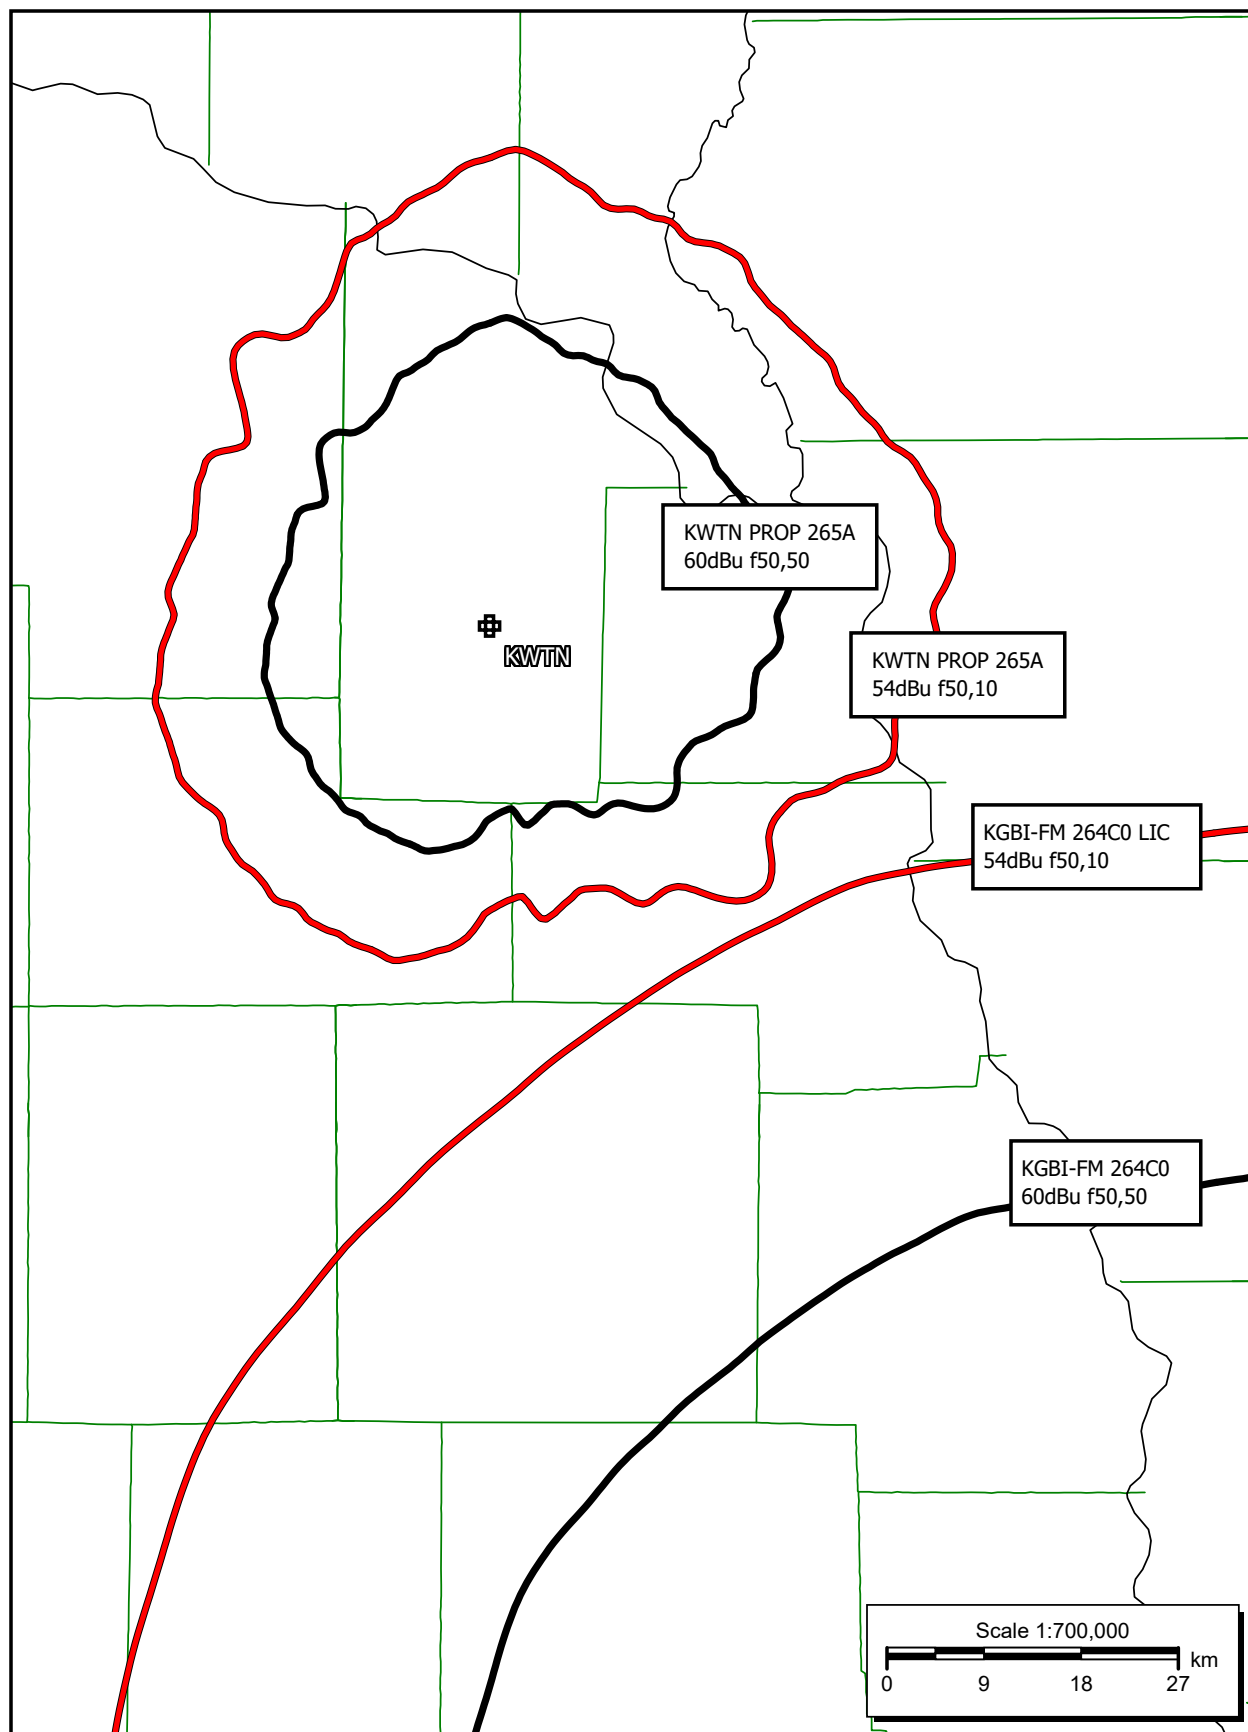 KWTN PROP 265A
60dBu f50,50
KWTN
KWTN PROP 265A
54dBu f50,10
KGBI-FM 264C0 LIC
54dBu f50,10
KGBI-FM 264C0
60dBu f50,50
Scale 1:700,000
km
0 9 18 27